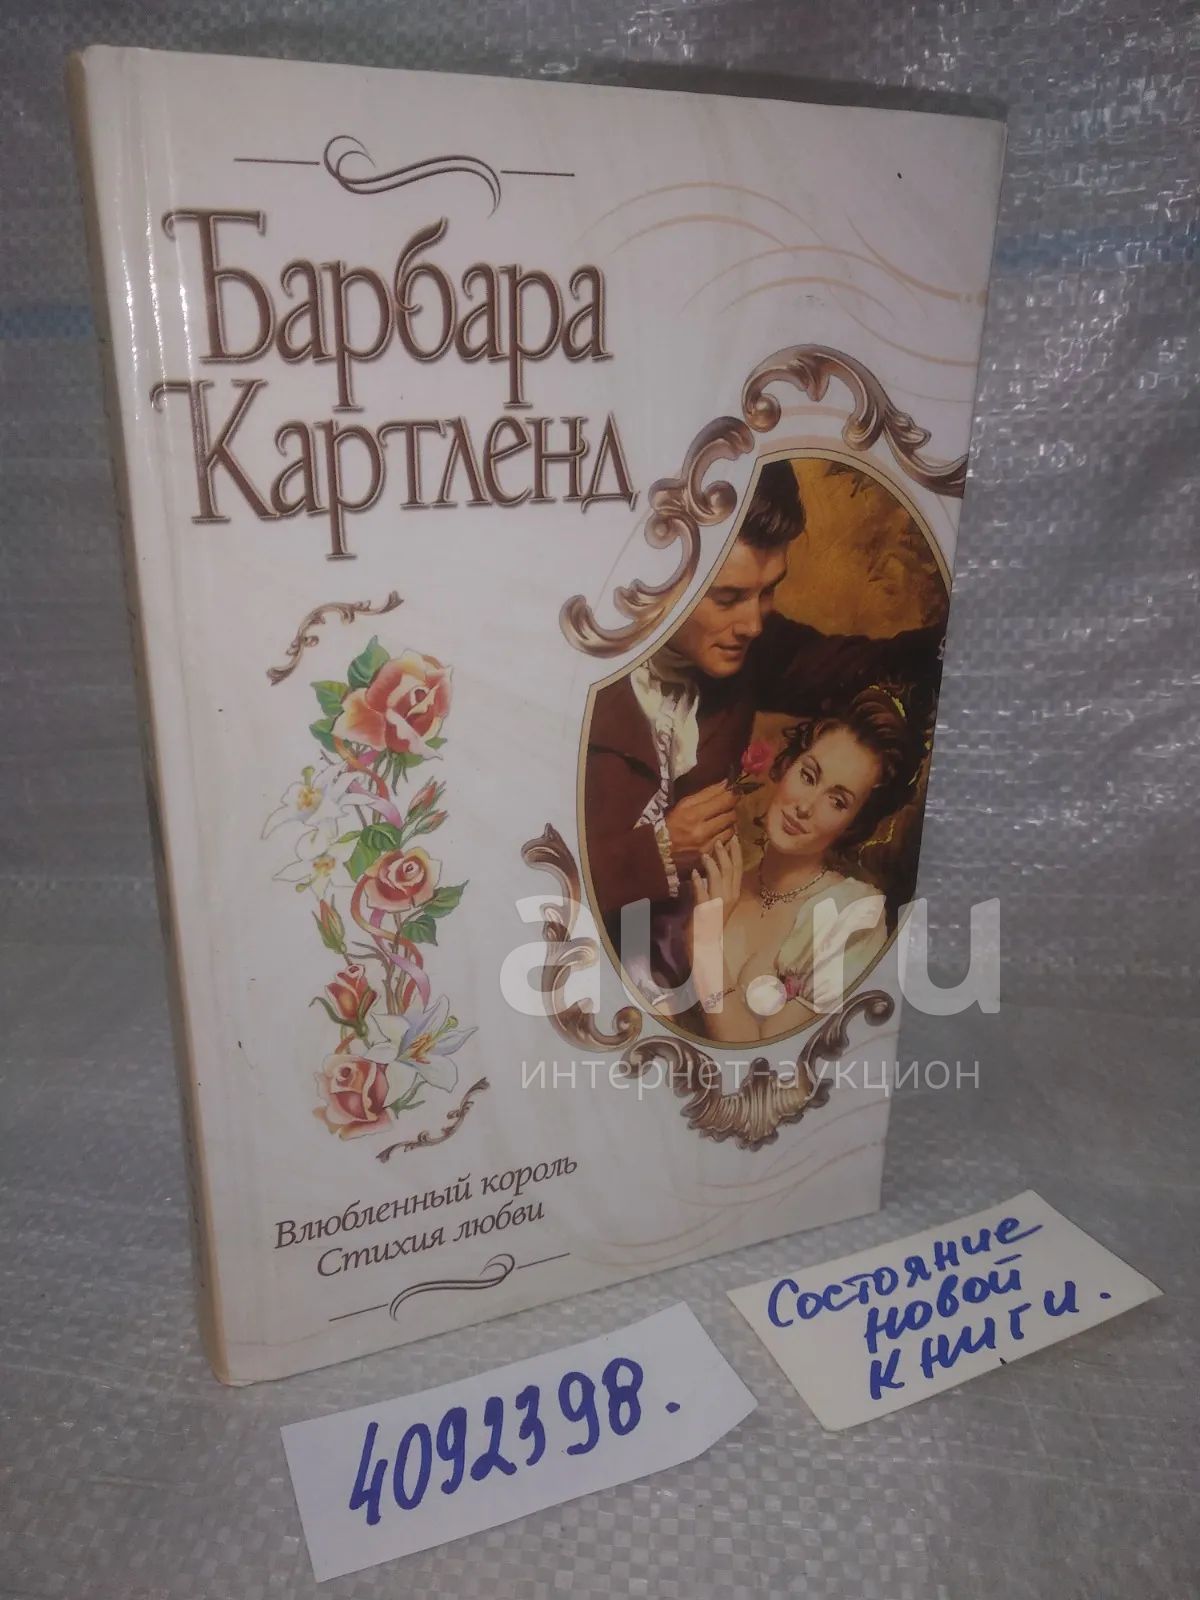 Барбара
Картленд
Влюбленный король
Стихия любви
au.ru
интернет-аукцион
4092398.
Состояние
новой
книги.